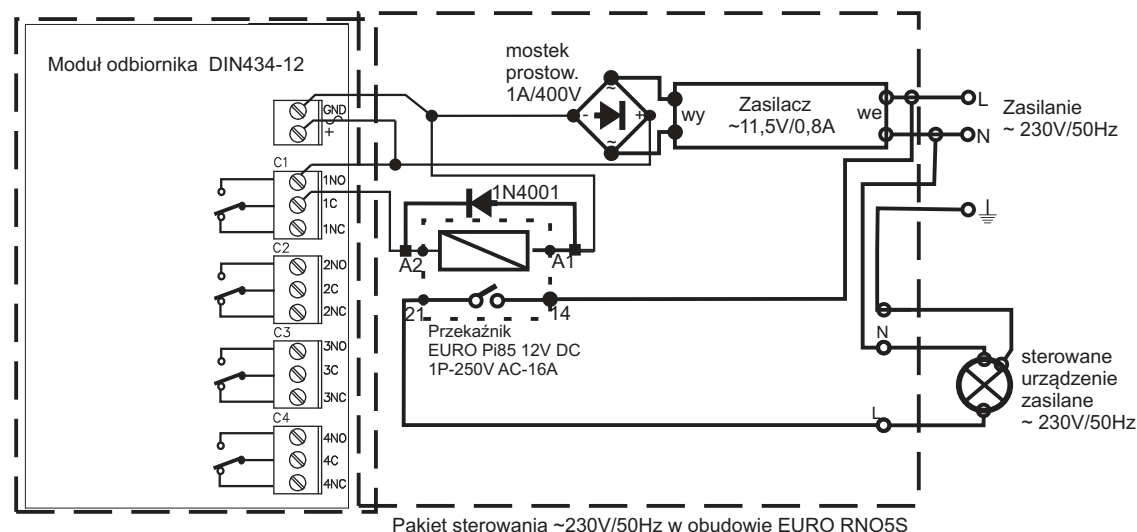 Moduł odbiornika DIN434-12
GND
+
C1
1NO
1C
1NC
C2
2NO
2C
2NC
C3
3NO
3C
3NC
C4
4NO
4C
4NC
mostek
prostow.
1A/400V
~
- +
~
wy
Zasilacz
~11,5V/0,8A
we
L
N
Zasilanie
~ 230V/50Hz
1N4001
A2
A1
21
14
Przekaźnik
EURO Pi85 12V DC
1P-250V AC-16A
N
L
sterowane
urządzenie
zasilane
~ 230V/50Hz
Pakiet sterowania ~230V/50Hz w obudowie EURO RNO5S